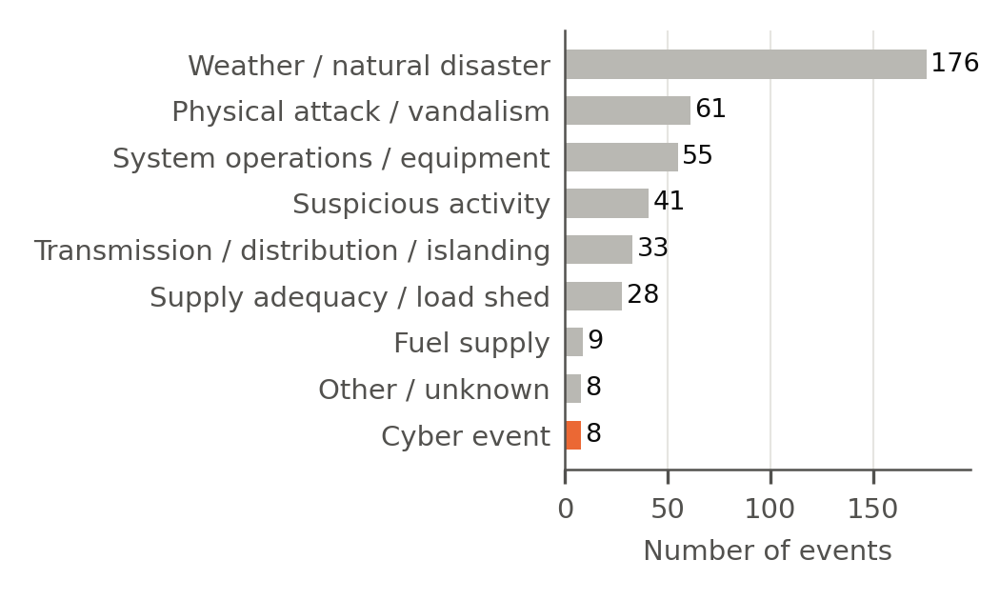 Weather / natural disaster 176
Physical attack / vandalism 61
System operations / equipment 55
Suspicious activity 41
Transmission / distribution / islanding 33
Supply adequacy / load shed 28
Fuel supply 9
Other / unknown 8
Cyber event 8
0 50 100 150
Number of events